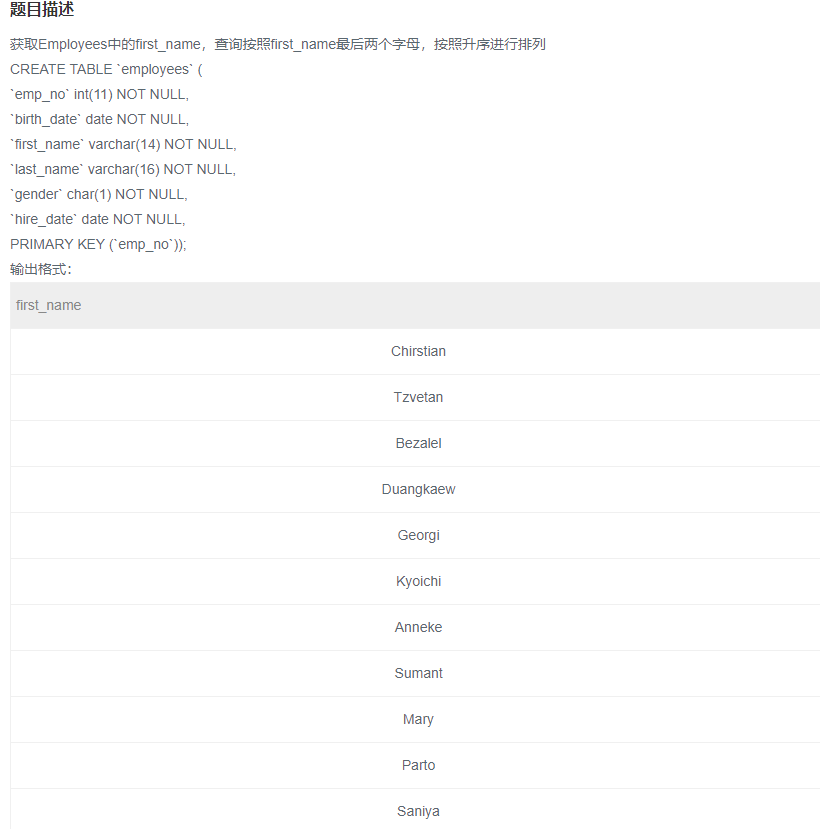 题目描述
获取Employees中的first_name，查询按照first_name最后两个字母，按照升序进行排列
CREATE TABLE `employees` (
`emp_no` int(11) NOT NULL,
`birth_date` date NOT NULL,
`first_name` varchar(14) NOT NULL,
`last_name` varchar(16) NOT NULL,
`gender` char(1) NOT NULL,
`hire_date` date NOT NULL,
PRIMARY KEY (`emp_no`));
输出格式：
first_name
Chirstian
Tzvetan
Bezalel
Duangkaew
Georgi
Kyoichi
Anneke
Sumant
Mary
Parto
Saniya